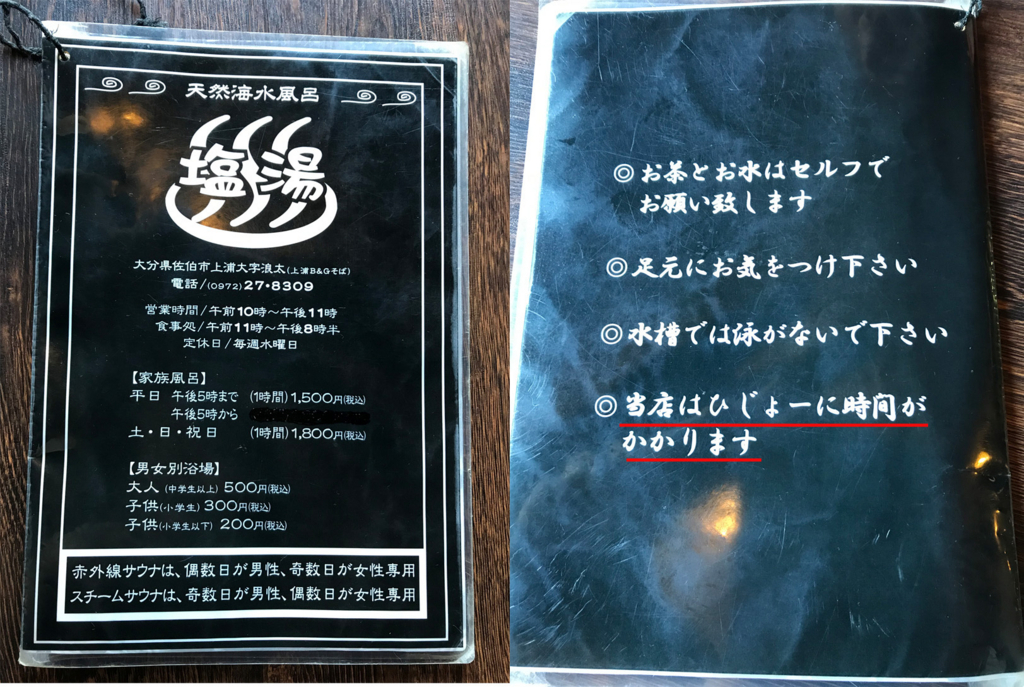 天然海水風呂
塩湯
大分県佐伯市上浦大字浪太(上浦B&Gそば)
電話/(0972)27・8309
営業時間/午前10時〜午後11時
食事処/午前11時〜午後8時半
定休日/毎週水曜日
【家族風呂】
平日 午後5時まで (1時間)1,500円(税込)
午後5時から
土・日・祝日 (1時間)1,800円(税込)
【男女別浴場】
大人(中学生以上)500円(税込)
子供(小学生)300円(税込)
子供(小学生以下)200円(税込)
赤外線サウナは、偶数日が男性、奇数日が女性専用
スチームサウナは、奇数日が男性、偶数日が女性専用
◎お茶とお水はセルフで
お願い致します
◎足元にお気をつけ下さい
◎水槽では泳がないで下さい
◎当店はひじょーに時間が
かかります